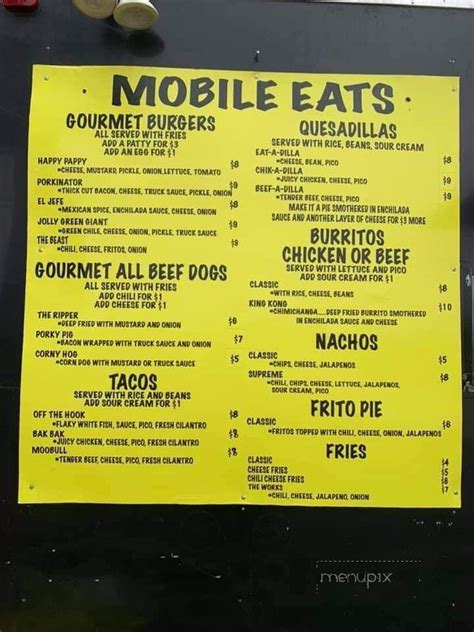 MOBILE EATS
GOURMET BURGERS
ALL SERVED WITH FRIES
ADD A PATTY FOR $3
ADD AN EGG FOR $1
HAPPY PAPPY $8
*CHEESE, MUSTARD, PICKLE, ONION, LETTUCE, TOMATO
PORKINATOR $9
*THICK CUT BACON, CHEESE, TRUCK SAUCE, PICKLE, ONION
EL JEFE $8
*MEXICAN SPICE, ENCHILADA SAUCE, CHEESE, ONION
JOLLY GREEN GIANT $9
*GREEN CHILE, CHEESE, ONION, PICKLE, TRUCK SAUCE
THE BEAST $9
*CHILI, CHEESE, FRITOS, ONION
GOURMET ALL BEEF DOGS
ALL SERVED WITH FRIES
ADD CHILI FOR $1
ADD CHEESE FOR $1
THE RIPPER $6
*DEEP FRIED WITH MUSTARD AND ONION
PORKY PIG $7
*BACON WRAPPED WITH TRUCK SAUCE AND ONION
CORNY HOG $5
*CORN DOG WITH MUSTARD OR TRUCK SAUCE
TACOS
SERVED WITH RICE AND BEANS
ADD SOUR CREAM FOR $1
OFF THE HOOK $8
*FLAKY WHITE FISH, SAUCE, PICO, FRESH CILANTRO
BAK BAK $8
*JUICY CHICKEN, CHEESE, PICO, FRESH CILANTRO
MOOBULL $8
*TENDER BEEF, CHEESE, PICO, FRESH CILANTRO
QUESADILLAS
SERVED WITH RICE, BEANS, SOUR CREAM
EAT-A-DILLA $8
*CHEESE, BEAN, PICO
CHIK-A-DILLA $9
*JUICY CHICKEN, CHEESE, PICO
BEEF-A-DILLA $9
*TENDER BEEF, CHEESE, PICO
MAKE IT A PIE SMOTHERED IN ENCHILADA
SAUCE AND ANOTHER LAYER OF CHEESE FOR $3 MORE
BURRITOS
CHICKEN OR BEEF
SERVED WITH LETTUCE AND PICO
ADD SOUR CREAM FOR $1
CLASSIC $8
*WITH RICE, CHEESE, BEANS
KING KONG $10
*CHIMICHANGA....DEEP FRIED BURRITO SMOTHERED
IN ENCHILADA SAUCE AND CHEESE
NACHOS
CLASSIC $5
*CHIPS, CHEESE, JALAPENOS
SUPREME $8
*CHILI, CHIPS, CHEESE, LETTUCE, JALAPENOS,
SOUR CREAM, PICO
FRITO PIE
CLASSIC $6
*FRITOS TOPPED WITH CHILI, CHEESE, ONION, JALAPENOS
FRIES
CLASSIC $4
CHEESE FRIES $5
CHILI CHEESE FRIES $6
THE WORKS $7
*CHILI, CHEESE, JALAPENO, ONION
menupix